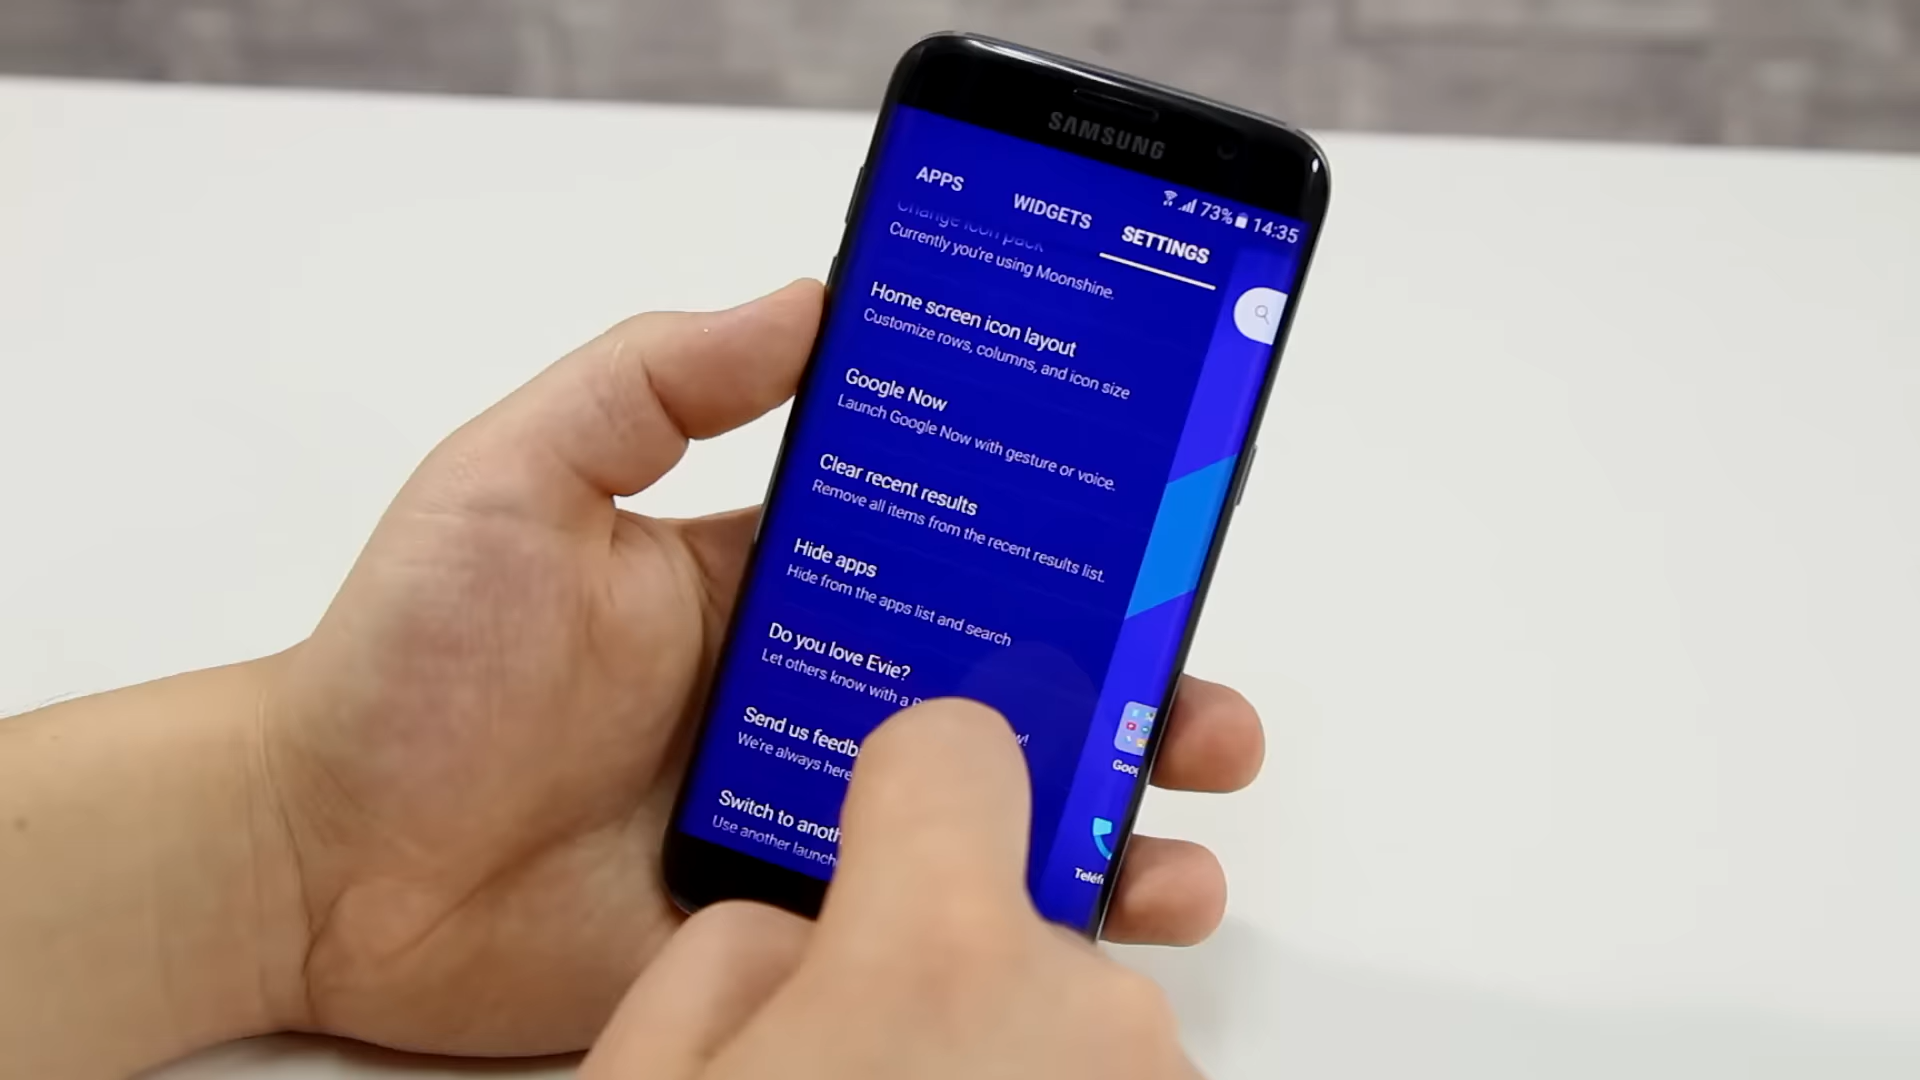 SAMSUNG
73% 14:35
APPS WIDGETS SETTINGS
Change icon pack
Currently you're using Moonshine.
Home screen icon layout
Customize rows, columns, and icon size
Google Now
Launch Google Now with gesture or voice.
Clear recent results
Remove all items from the recent results list.
Hide apps
Hide from the apps list and search
Do you love Evie?
Let others know with a
Send us
We're always here
Switch to
Use another